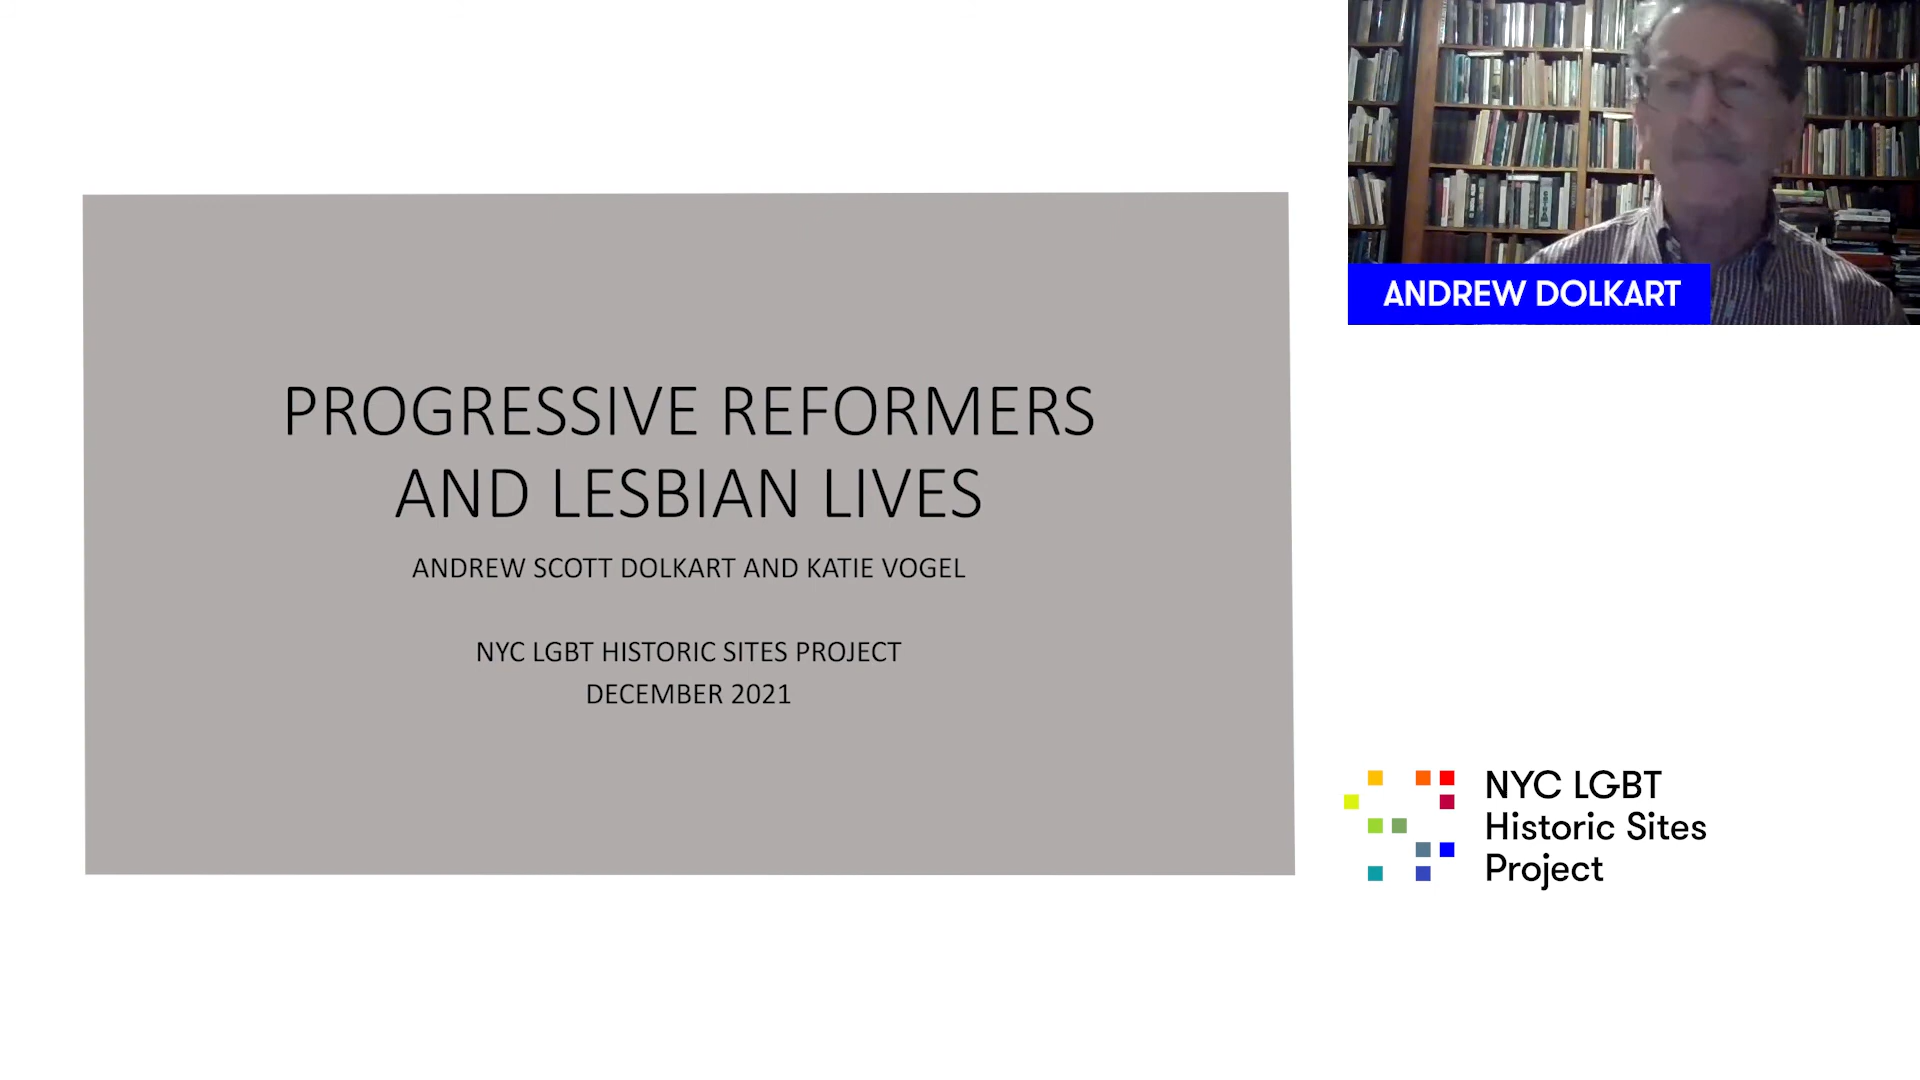 PROGRESSIVE REFORMERS
AND LESBIAN LIVES
ANDREW SCOTT DOLKART AND KATIE VOGEL
NYC LGBT HISTORIC SITES PROJECT
DECEMBER 2021
ANDREW DOLKART
NYC LGBT
Historic Sites
Project